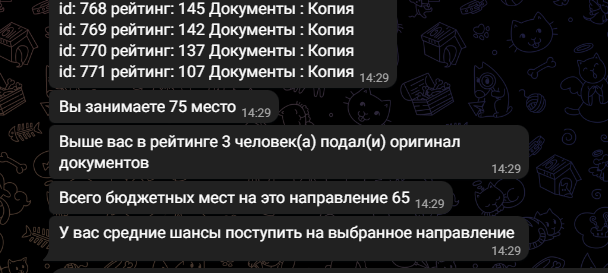 id: 768 рейтинг: 145 Документы : Копия
id: 769 рейтинг: 142 Документы : Копия
id: 770 рейтинг: 137 Документы : Копия
id: 771 рейтинг: 107 Документы : Копия 14:29
Вы занимаете 75 место 14:29
Выше вас в рейтинге 3 человек(а) подал(и) оригинал
документов 14:29
Всего бюджетных мест на это направление 65 14:29
У вас средние шансы поступить на выбранное направление
14:29